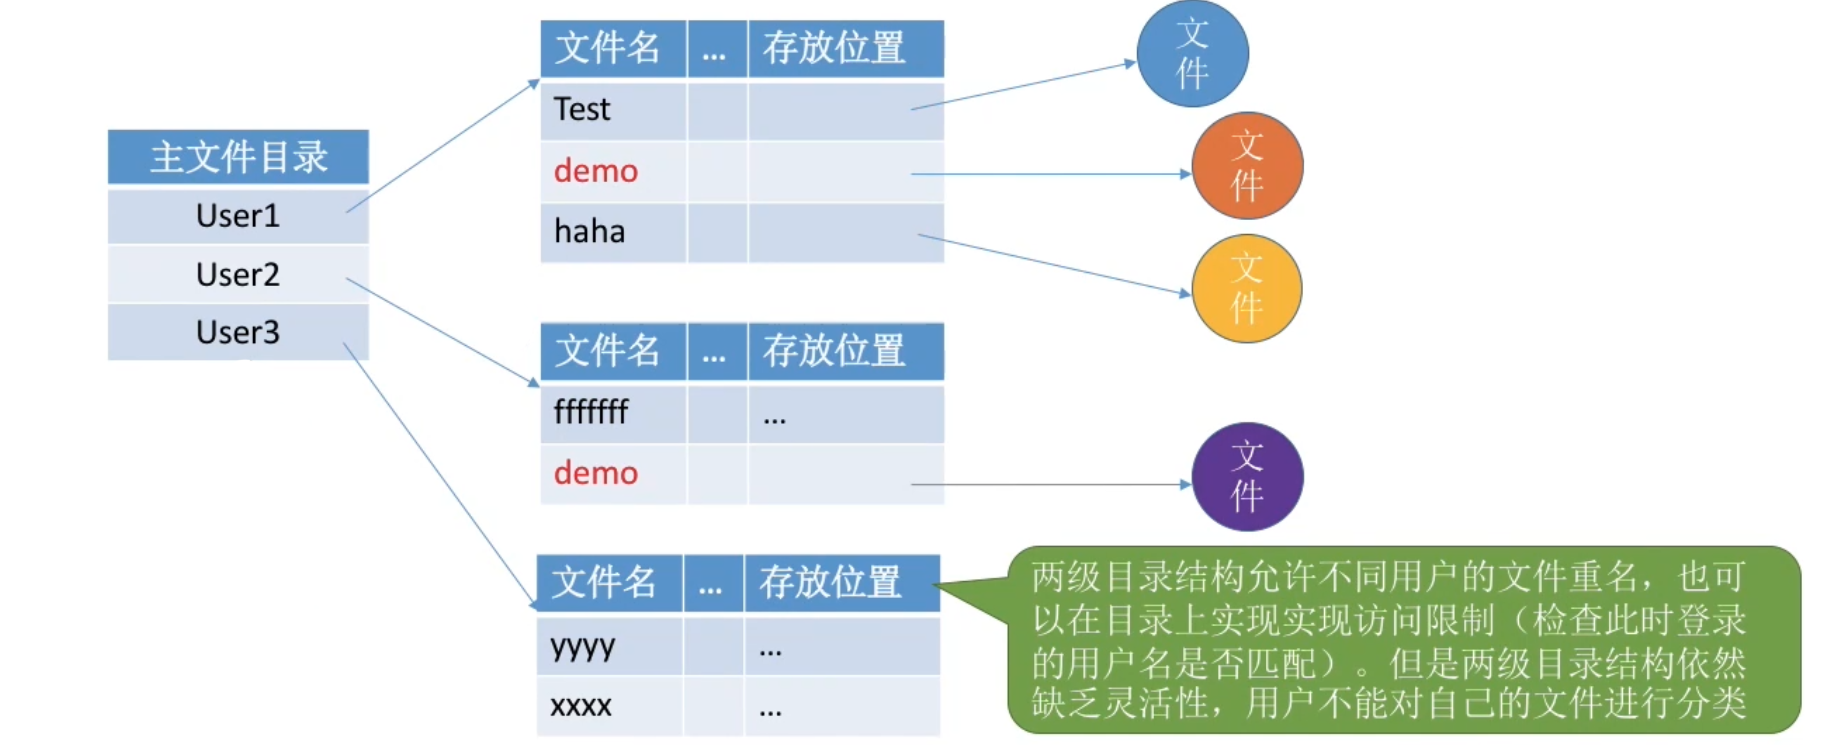 主文件目录
User1
User2
User3
文件名 ... 存放位置
Test
demo
haha
文件名 ... 存放位置
fffffff ...
demo
文件名 ... 存放位置
yyyy ...
xxxx ...
文
件
文
件
文
件
文
件
两级目录结构允许不同用户的文件重名，也可
以在目录上实现实现访问限制（检查此时登录
的用户名是否匹配）。但是两级目录结构依然
缺乏灵活性，用户不能对自己的文件进行分类